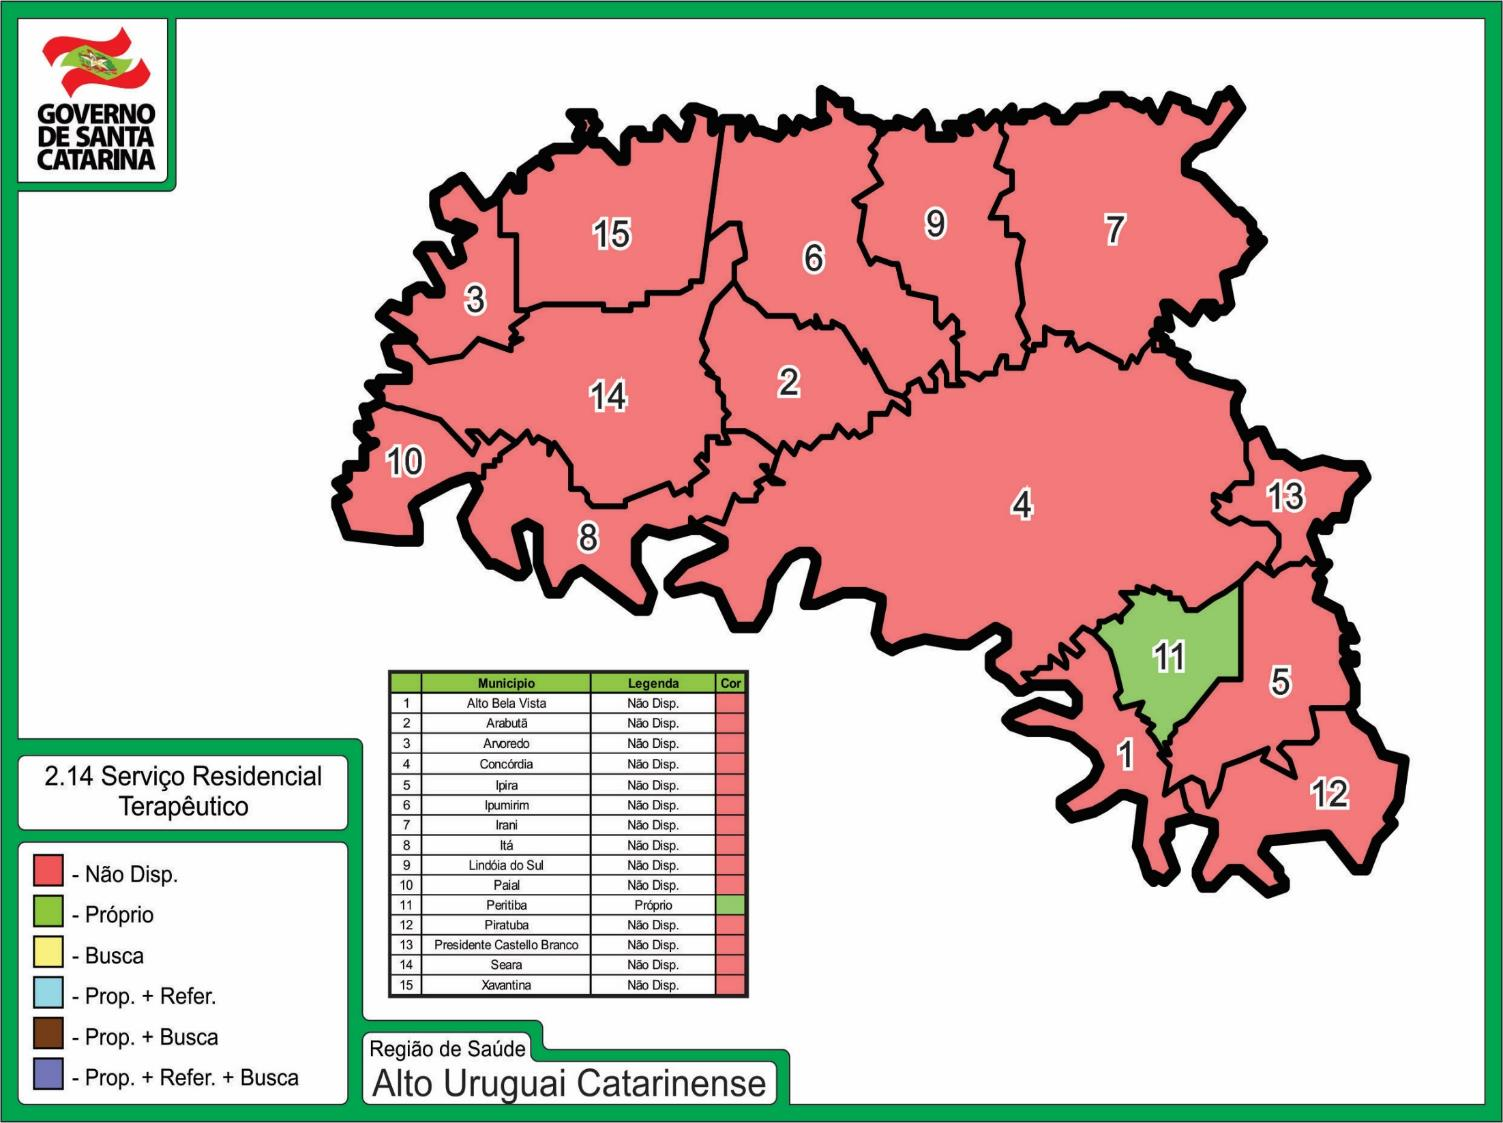 GOVERNO
DE SANTA
CATARINA
15
6
9
7
3
14
2
10
8
4
13
11
5
1
12
Municipio Legenda Cor
1 Alto Bela Vista Não Disp.
2 Arabutã Não Disp.
3 Arvoredo Não Disp.
4 Concórdia Não Disp.
5 Ipira Não Disp.
6 Ipumirim Não Disp.
7 Irani Não Disp.
8 Itá Não Disp.
9 Lindóia do Sul Não Disp.
10 Paial Não Disp.
11 Peritiba Próprio
12 Piratuba Não Disp.
13 Presidente Castello Branco Não Disp.
14 Seara Não Disp.
15 Xavantina Não Disp.
2.14 Serviço Residencial
Terapêutico
- Não Disp.
- Próprio
- Busca
- Prop. + Refer.
- Prop. + Busca
- Prop. + Refer. + Busca
Região de Saúde
Alto Uruguai Catarinense